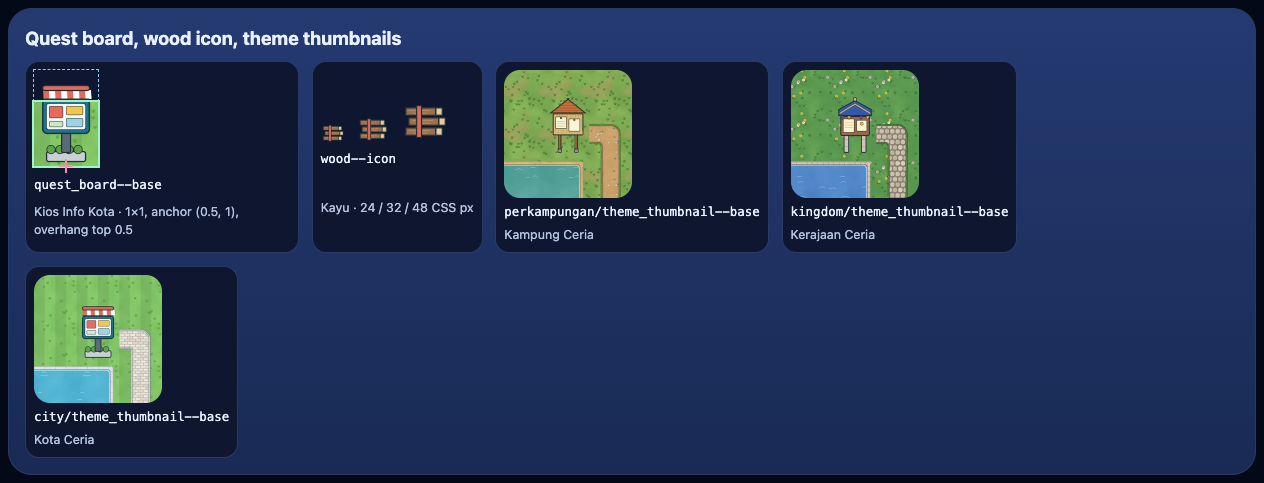 Quest board, wood icon, theme thumbnails
quest_board--base
Kios Info Kota · 1×1, anchor (0.5, 1),
overhang top 0.5
wood--icon
Kayu · 24 / 32 / 48 CSS px
perkampungan/theme_thumbnail--base
Kampung Ceria
kingdom/theme_thumbnail--base
Kerajaan Ceria
city/theme_thumbnail--base
Kota Ceria